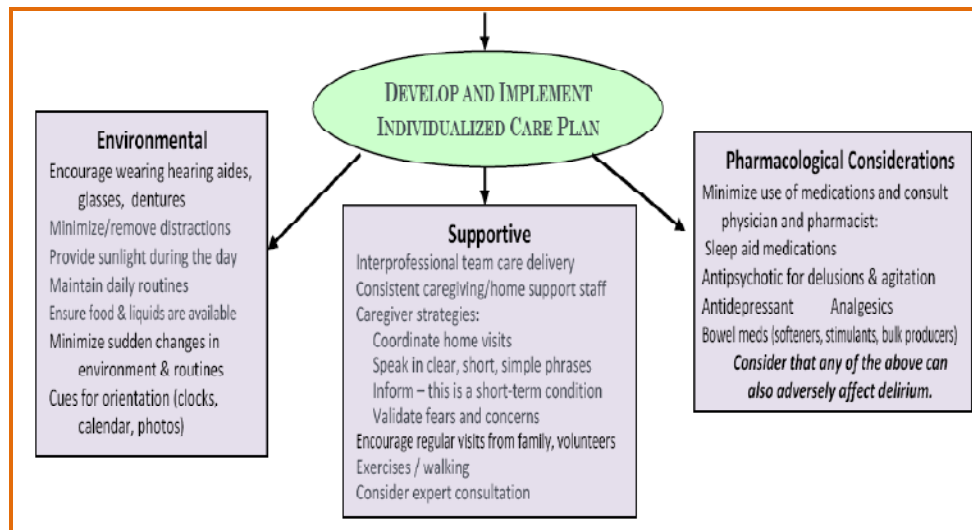 DEVELOP AND IMPLEMENT
INDIVIDUALIZED CARE PLAN
Environmental
Encourage wearing hearing aides,
glasses, dentures
Minimize/remove distractions
Provide sunlight during the day
Maintain daily routines
Ensure food & liquids are available
Minimize sudden changes in
environment & routines
Cues for orientation (clocks,
calendar, photos)
Supportive
Interprofessional team care delivery
Consistent caregiving/home support staff
Caregiver strategies:
Coordinate home visits
Speak in clear, short, simple phrases
Inform – this is a short-term condition
Validate fears and concerns
Encourage regular visits from family, volunteers
Exercises / walking
Consider expert consultation
Pharmacological Considerations
Minimize use of medications and consult
physician and pharmacist:
Sleep aid medications
Antipsychotic for delusions & agitation
Antidepressant Analgesics
Bowel meds (softeners, stimulants, bulk producers)
Consider that any of the above can
also adversely affect delirium.